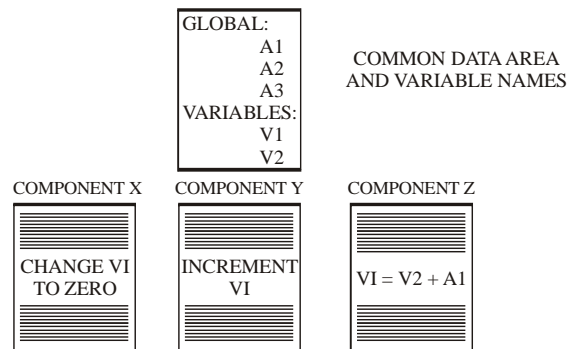 GLOBAL:
A1
A2
A3
VARIABLES:
V1
V2
COMMON DATA AREA
AND VARIABLE NAMES
COMPONENT X
CHANGE VI
TO ZERO
COMPONENT Y
INCREMENT
VI
COMPONENT Z
VI = V2 + A1